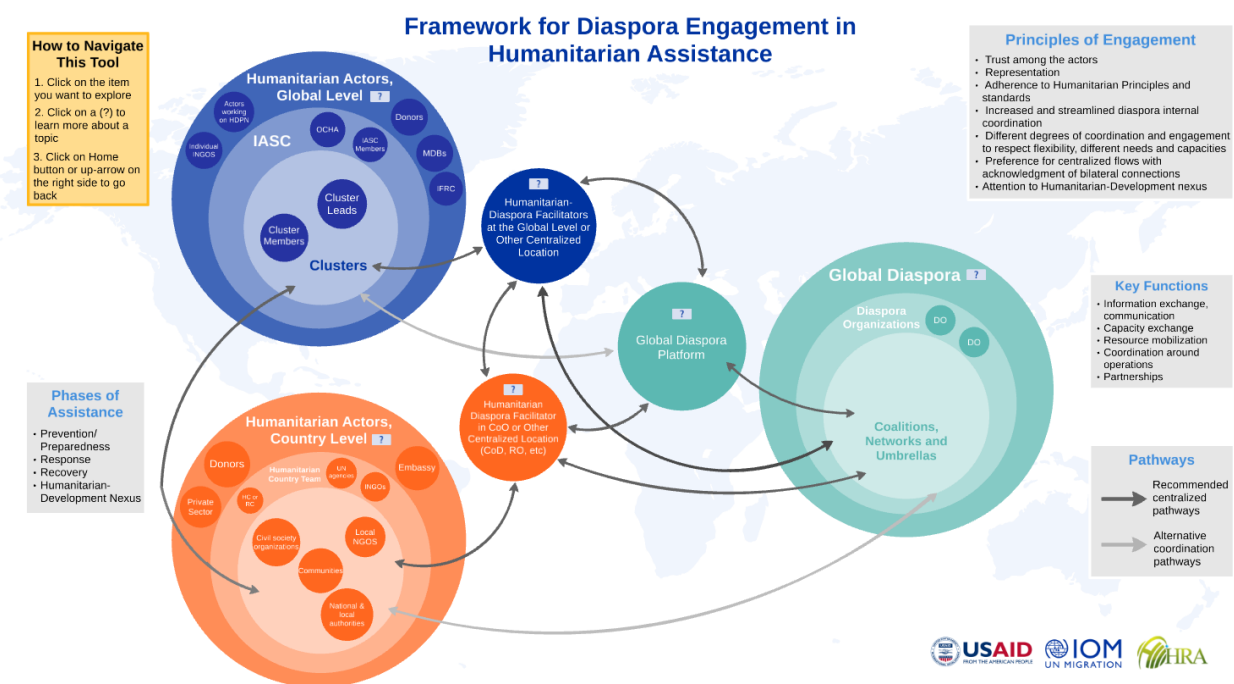 Framework for Diaspora Engagement in
Humanitarian Assistance
How to Navigate
This Tool
1. Click on the item
you want to explore
2. Click on a (?) to
learn more about a
topic
3. Click on Home
button or up-arrow on
the right side to go
back
Humanitarian Actors,
Global Level ?
Actors
working
on HDPN
Individual
INGOS
IASC
OCHA
IASC
Members
Donors
MDBs
IFRC
Cluster
Leads
Cluster
Members
Clusters
?
Humanitarian-
Diaspora Facilitators
at the Global Level or
Other Centralized
Location
?
Global Diaspora
Platform
?
Humanitarian
Diaspora Facilitator
in CoO or Other
Centralized Location
(CoD, RO, etc)
Global Diaspora ?
Diaspora
Organizations
DO
DO
Coalitions,
Networks and
Umbrellas
Humanitarian Actors,
Country Level ?
Donors
Private
Sector
Humanitarian
Country Team
HC or
RC
UN
agencies
INGOs
Embassy
Civil society
organizations
Local
NGOS
Communities
National &
local
authorities
Phases of
Assistance
• Prevention/
Preparedness
• Response
• Recovery
• Humanitarian-
Development Nexus
Principles of Engagement
• Trust among the actors
• Representation
• Adherence to Humanitarian Principles and
standards
• Increased and streamlined diaspora internal
coordination
• Different degrees of coordination and engagement
to respect flexibility, different needs and capacities
• Preference for centralized flows with
acknowledgment of bilateral connections
• Attention to Humanitarian-Development nexus
Key Functions
• Information exchange,
communication
• Capacity exchange
• Resource mobilization
• Coordination around
operations
• Partnerships
Pathways
Recommended
centralized
pathways
Alternative
coordination
pathways
USAID
FROM THE AMERICAN PEOPLE
IOM
UN MIGRATION
HRA